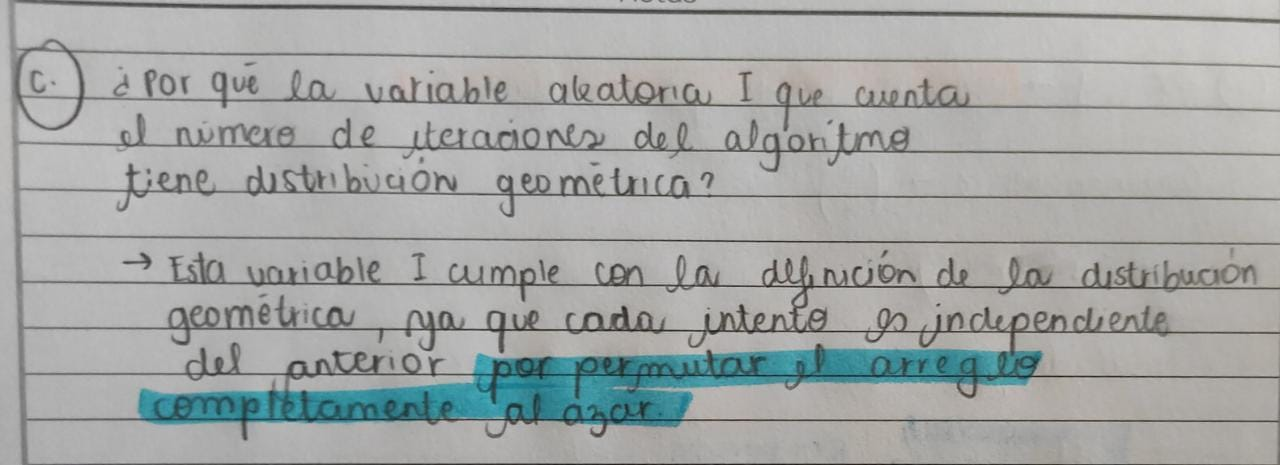 c. ¿Por qué la variable aleatoria I que cuenta
el número de iteraciones del algoritmo
tiene distribución geométrica?
→ Esta variable I cumple con la definición de la distribución
geométrica, ya que cada intento es independiente
del anterior por permutar el arreglo
completamente al azar.